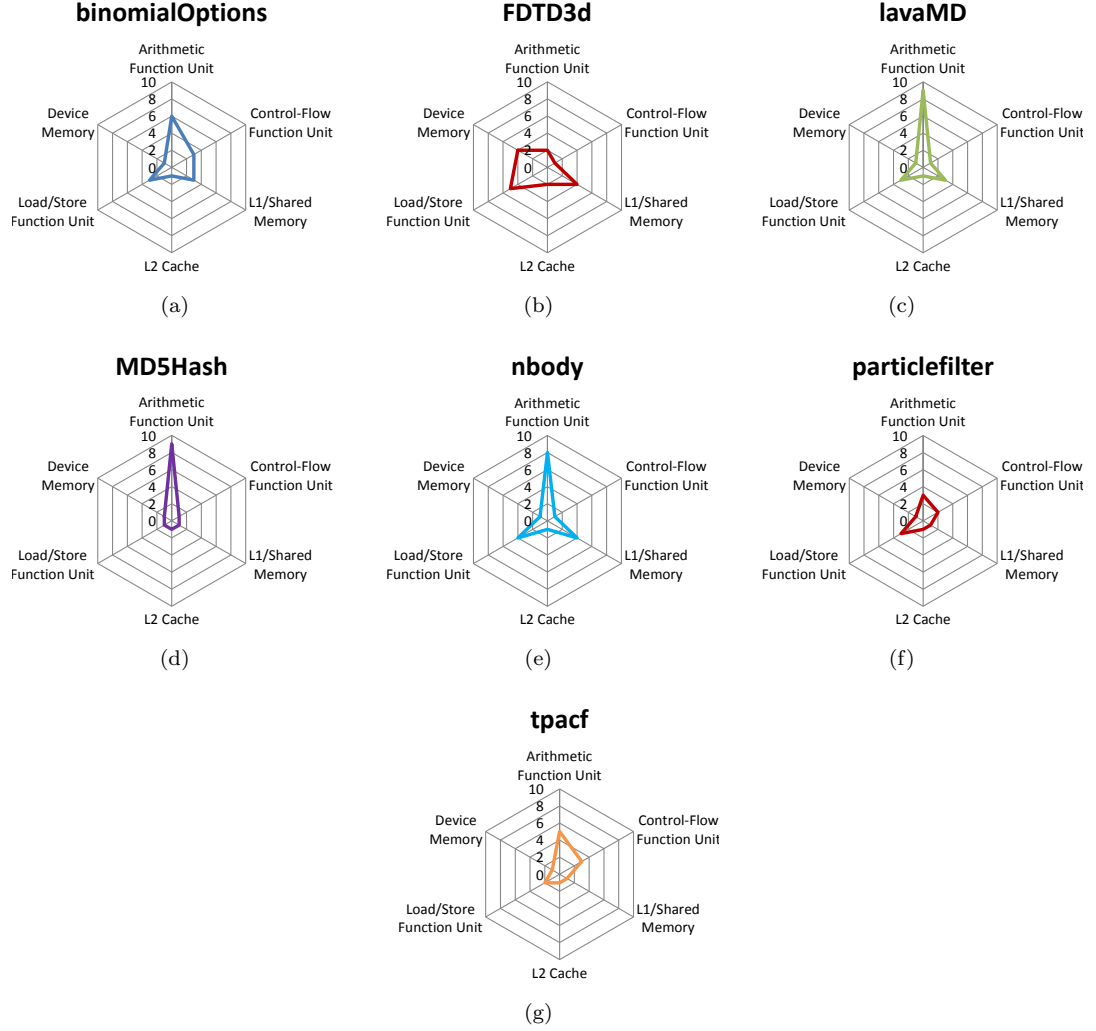 binomialOptions
Arithmetic
Function Unit
10
8
6
4
2
0
Control-Flow
Function Unit
L1/Shared
Memory
L2 Cache
Load/Store
Function Unit
Device
Memory
(a)
FDTD3d
Arithmetic
Function Unit
10
8
6
4
2
0
Control-Flow
Function Unit
L1/Shared
Memory
L2 Cache
Load/Store
Function Unit
Device
Memory
(b)
lavaMD
Arithmetic
Function Unit
10
8
6
4
2
0
Control-Flow
Function Unit
L1/Shared
Memory
L2 Cache
Load/Store
Function Unit
Device
Memory
(c)
MD5Hash
Arithmetic
Function Unit
10
8
6
4
2
0
Control-Flow
Function Unit
L1/Shared
Memory
L2 Cache
Load/Store
Function Unit
Device
Memory
(d)
nbody
Arithmetic
Function Unit
10
8
6
4
2
0
Control-Flow
Function Unit
L1/Shared
Memory
L2 Cache
Load/Store
Function Unit
Device
Memory
(e)
particlefilter
Arithmetic
Function Unit
10
8
6
4
2
0
Control-Flow
Function Unit
L1/Shared
Memory
L2 Cache
Load/Store
Function Unit
Device
Memory
(f)
tpacf
Arithmetic
Function Unit
10
8
6
4
2
0
Control-Flow
Function Unit
L1/Shared
Memory
L2 Cache
Load/Store
Function Unit
Device
Memory
(g)